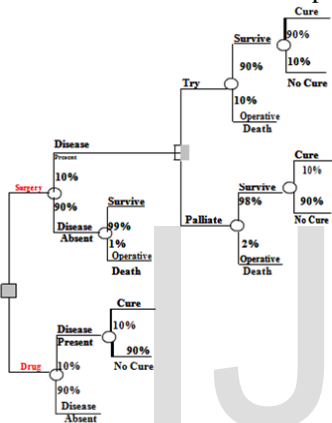 Cure
90%
Survive
90%
10%
No Cure
Try
10%
Operative
Death
Disease
Present
10%
Surgery
90%
Disease
Absent
Survive
99%
1%
Operative
Death
Palliate
Survive
98%
Cure
10%
90%
No Cure
2%
Operative
Death
Drug
Disease
Present
10%
90%
Disease
Absent
Cure
10%
90%
No Cure
IJ